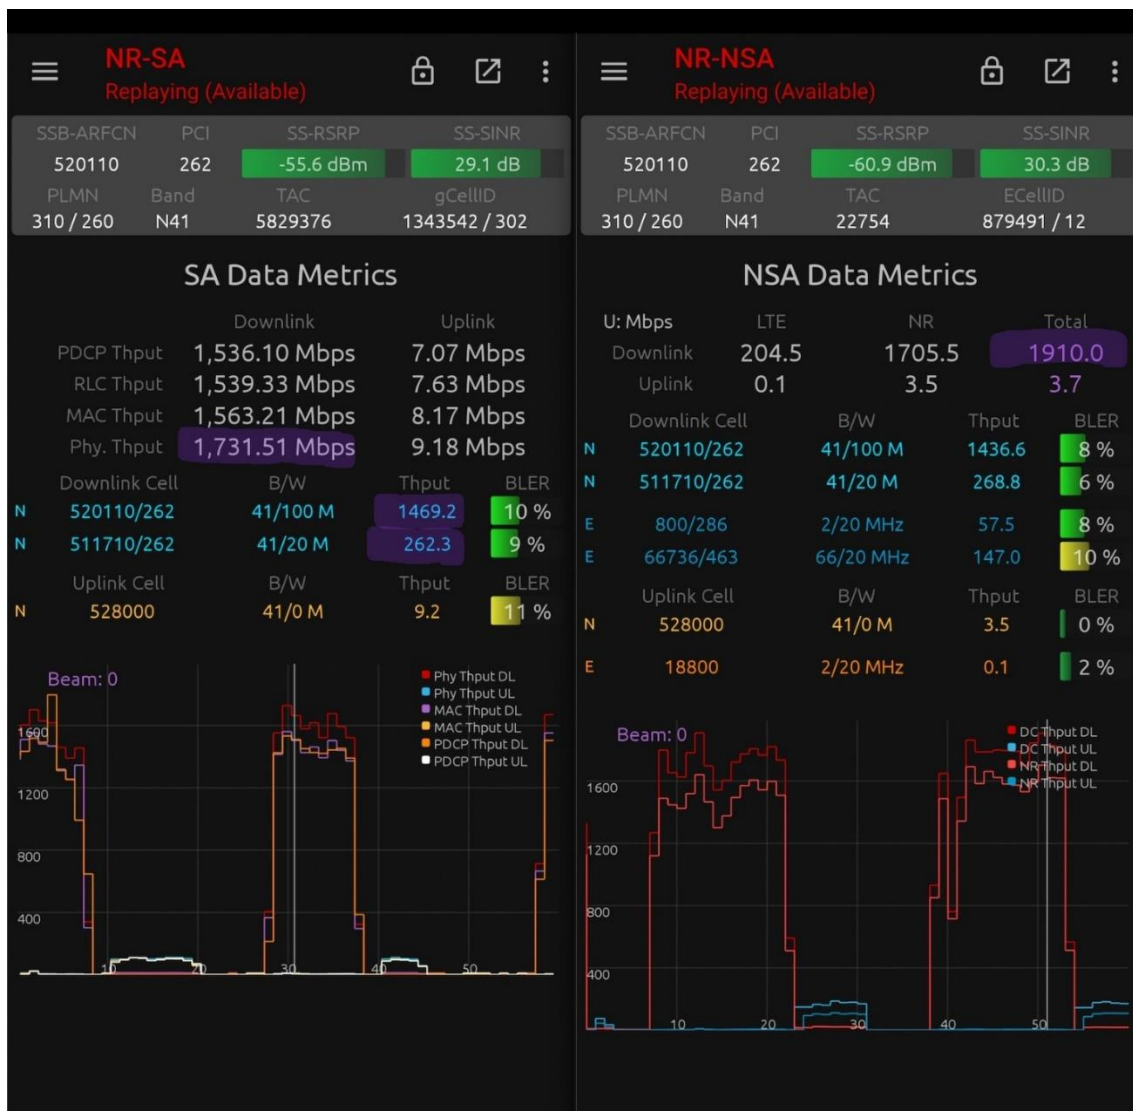 NR-SA
Replaying (Available)
SSB-ARFCN PCI SS-RSRP SS-SINR
520110 262 -55.6 dBm 29.1 dB
PLMN Band TAC gCellID
310 / 260 N41 5829376 1343542 / 302
SA Data Metrics
Downlink Uplink
PDCP Thput 1,536.10 Mbps 7.07 Mbps
RLC Thput 1,539.33 Mbps 7.63 Mbps
MAC Thput 1,563.21 Mbps 8.17 Mbps
Phy. Thput 1,731.51 Mbps 9.18 Mbps
Downlink Cell B/W Thput BLER
N 520110/262 41/100 M 1469.2 10 %
N 511710/262 41/20 M 262.3 9 %
Uplink Cell B/W Thput BLER
N 528000 41/0 M 9.2 11 %
Beam: 0
Phy Thput DL
Phy Thput UL
MAC Thput DL
MAC Thput UL
PDCP Thput DL
PDCP Thput UL
1600
1200
800
400
10 20 30 40 50
NR-NSA
Replaying (Available)
SSB-ARFCN PCI SS-RSRP SS-SINR
520110 262 -60.9 dBm 30.3 dB
PLMN Band TAC ECellID
310 / 260 N41 22754 879491 / 12
NSA Data Metrics
U: Mbps LTE NR Total
Downlink 204.5 1705.5 1910.0
Uplink 0.1 3.5 3.7
Downlink Cell B/W Thput BLER
N 520110/262 41/100 M 1436.6 8 %
N 511710/262 41/20 M 268.8 6 %
E 800/286 2/20 MHz 57.5 8 %
E 66736/463 66/20 MHz 147.0 10 %
Uplink Cell B/W Thput BLER
N 528000 41/0 M 3.5 0 %
E 18800 2/20 MHz 0.1 2 %
Beam: 0
DC Thput DL
DC Thput UL
NR Thput DL
NR Thput UL
1600
1200
800
400
10 20 30 40 50